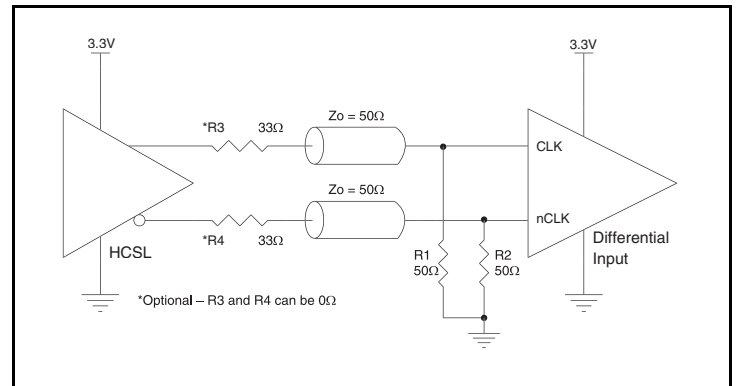 3.3V
3.3V
*R3 33Ω
Zo = 50Ω
CLK
Zo = 50Ω
nCLK
*R4 33Ω
HCSL
R1
50Ω
R2
50Ω
Differential
Input
*Optional – R3 and R4 can be 0Ω